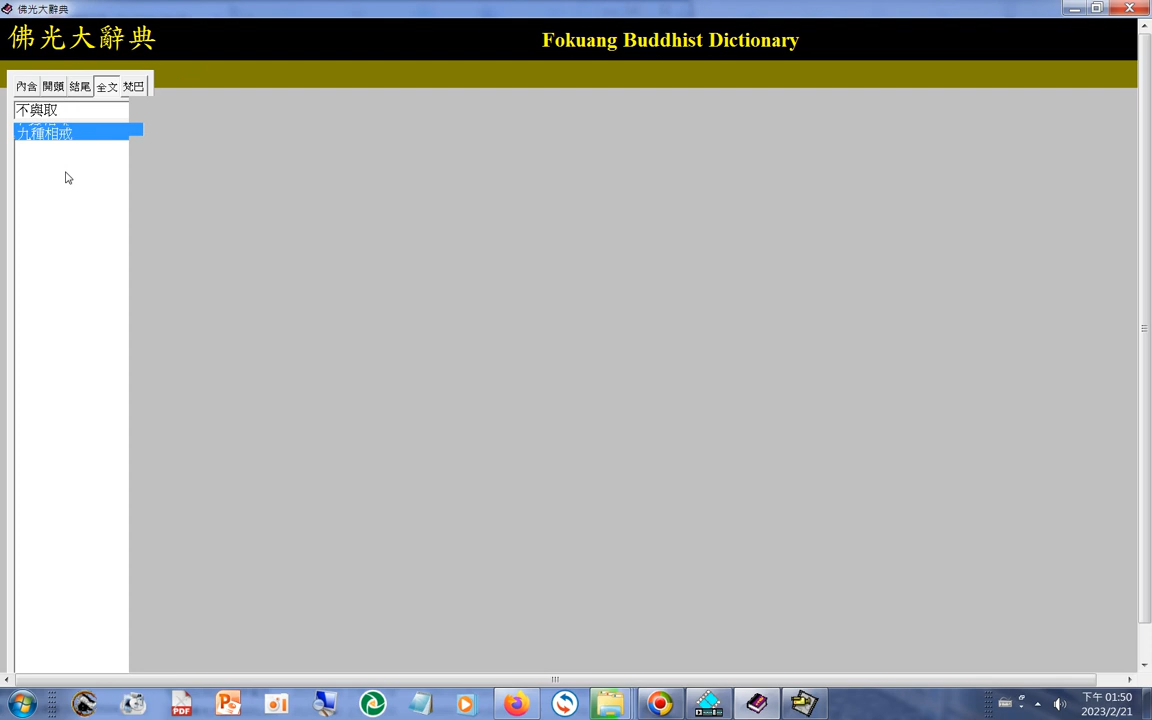 佛光大辭典
佛光大辭典
Fokuang Buddhist Dictionary
內含 開頭 結尾 全文 梵巴
不與取
九種相戒
PDF
下午 01:50
2023/2/21